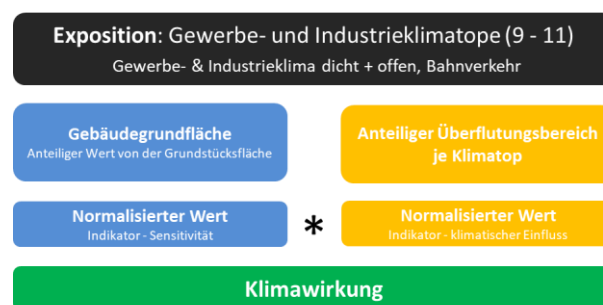 Exposition: Gewerbe- und Industrieklimatope (9 - 11)
Gewerbe- & Industrieklima dicht + offen, Bahnverkehr
Gebäudegrundfläche
Anteiliger Wert von der Grundstücksfläche
Anteiliger Überflutungsbereich
je Klimatop
Normalisierter Wert
Indikator - Sensitivität
*
Normalisierter Wert
Indikator - klimatischer Einfluss
Klimawirkung